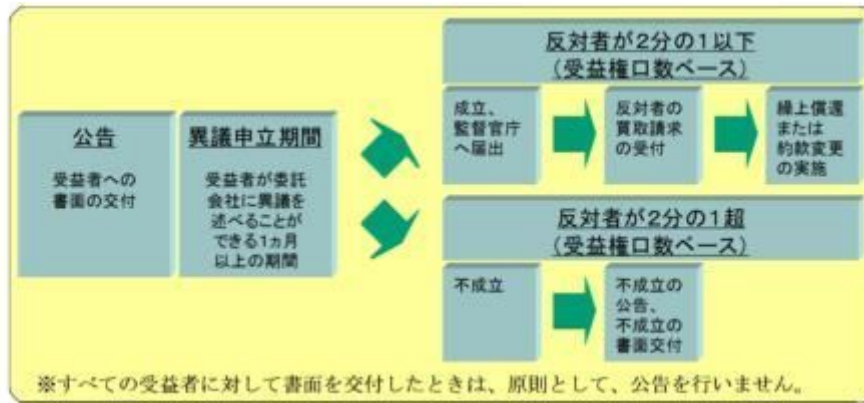 公告
受益者への
書面の交付
異議申立期間
受益者が委託
会社に異議を
述べることが
できる1ヵ月
以上の期間
反対者が2分の1以下
(受益権口数ベース)
成立、
監督官庁
へ届出
反対者の
買取請求
の受付
繰上償還
または
約款変更
の実施
反対者が2分の1超
(受益権口数ベース)
不成立
不成立の
公告、
不成立の
書面交付
※すべての受益者に対して書面を交付したときは、原則として、公告を行いません。